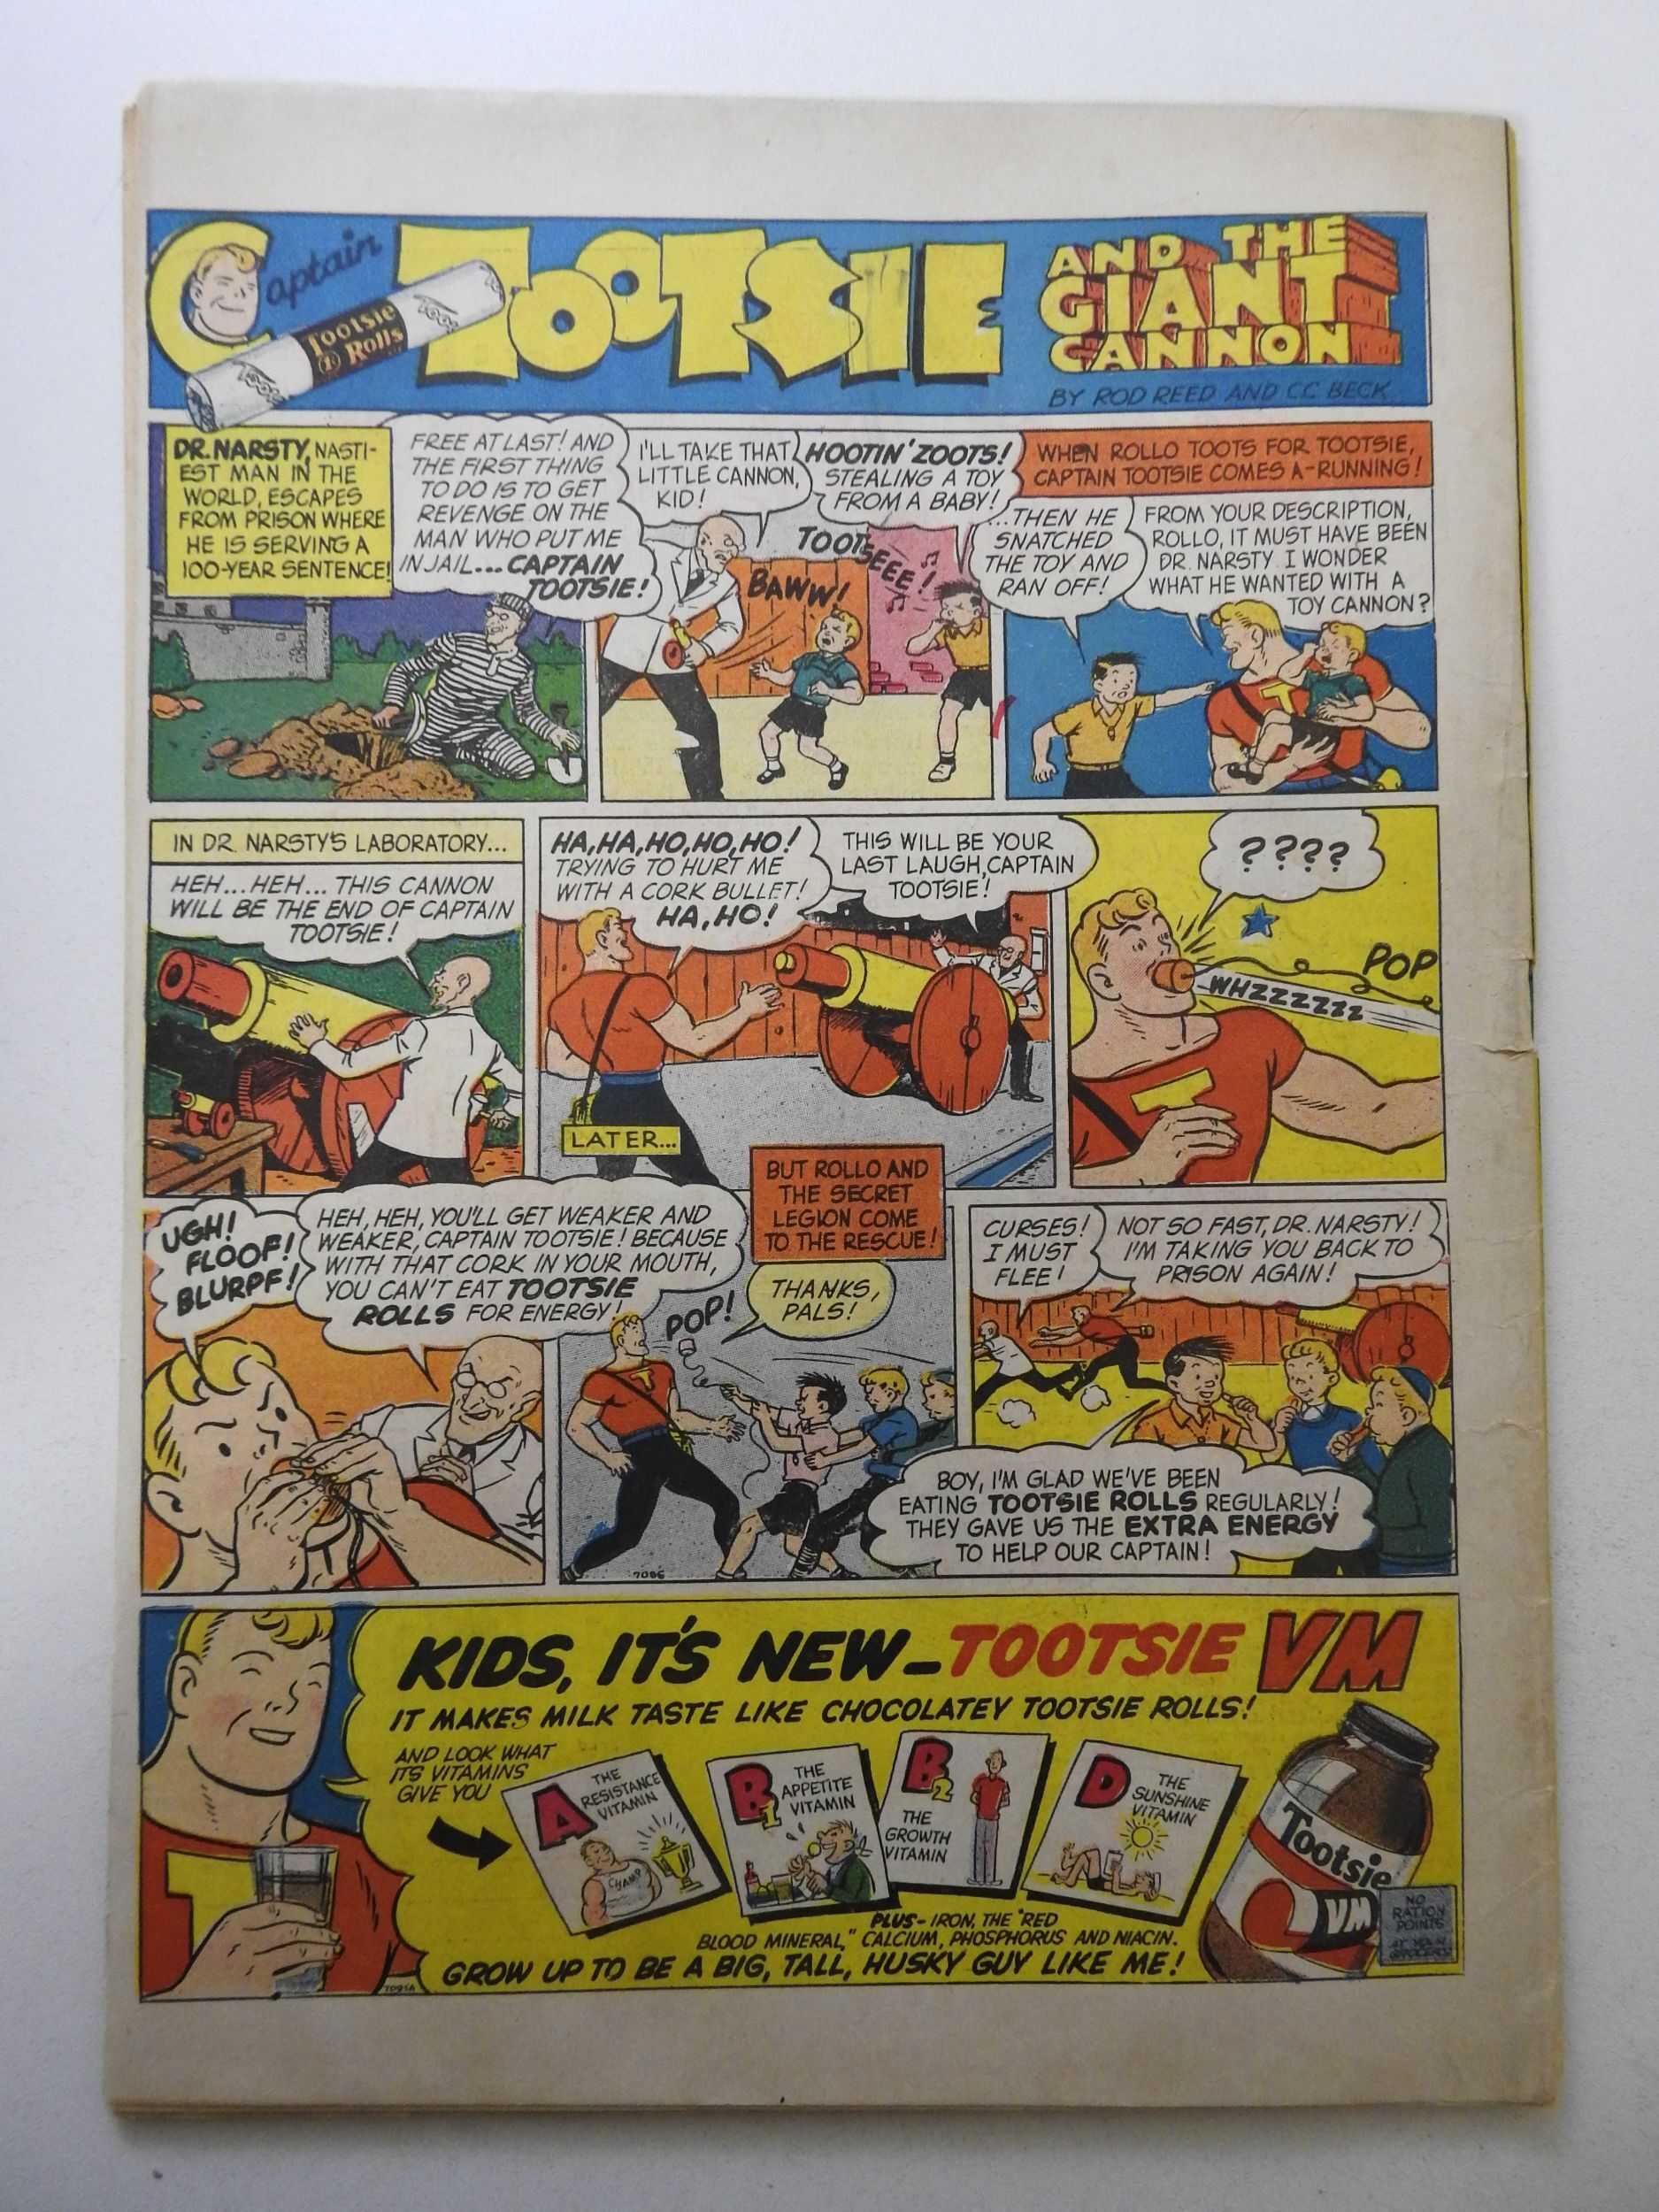 Captain TOOTSIE
AND THE
GIANT
CANNON
Tootsie
Rolls
BY ROD REED AND C.C. BECK
DR. NARSTY, NASTI-
EST MAN IN THE
WORLD, ESCAPES
FROM PRISON WHERE
HE IS SERVING A
100-YEAR SENTENCE!
FREE AT LAST! AND
THE FIRST THING
TO DO IS TO GET
REVENGE ON THE
MAN WHO PUT ME
IN JAIL... CAPTAIN
TOOTSIE!
I'LL TAKE THAT
LITTLE CANNON,
KID!
HOOTIN' ZOOTS!
STEALING A TOY
FROM A BABY!
TOOT
SEEE!
BAWW!
WHEN ROLLO TOOTS FOR TOOTSIE,
CAPTAIN TOOTSIE COMES A-RUNNING!
...THEN HE
SNATCHED
THE TOY AND
RAN OFF!
FROM YOUR DESCRIPTION,
ROLLO, IT MUST HAVE BEEN
DR. NARSTY. I WONDER
WHAT HE WANTED WITH A
TOY CANNON?
T
IN DR. NARSTY'S LABORATORY...
HEH...HEH... THIS CANNON
WILL BE THE END OF CAPTAIN
TOOTSIE!
HA, HA, HO, HO, HO!
TRYING TO HURT ME
WITH A CORK BULLET!
HA, HO!
THIS WILL BE YOUR
LAST LAUGH, CAPTAIN
TOOTSIE!
LATER...
????
POP
WHZZZZZZ
T
UGH!
FLOOF!
BLURPF!
HEH, HEH, YOU'LL GET WEAKER AND
WEAKER, CAPTAIN TOOTSIE! BECAUSE
WITH THAT CORK IN YOUR MOUTH,
YOU CAN'T EAT TOOTSIE
ROLLS FOR ENERGY!
BUT ROLLO AND
THE SECRET
LEGION COME
TO THE RESCUE!
POP!
THANKS,
PALS!
T
7096
CURSES!
I MUST
FLEE!
NOT SO FAST, DR. NARSTY!
I'M TAKING YOU BACK TO
PRISON AGAIN!
BOY, I'M GLAD WE'VE BEEN
EATING TOOTSIE ROLLS REGULARLY!
THEY GAVE US THE EXTRA ENERGY
TO HELP OUR CAPTAIN!
KIDS, IT'S NEW—TOOTSIE VM
IT MAKES MILK TASTE LIKE CHOCOLATEY TOOTSIE ROLLS!
AND LOOK WHAT
ITS VITAMINS
GIVE YOU
A THE
RESISTANCE
VITAMIN
CHAMP
B1 THE
APPETITE
VITAMIN
B2
THE
GROWTH
VITAMIN
D THE
SUNSHINE
VITAMIN
Tootsie
VM
NO
RATION
POINTS
AT YOUR
GROCERS
PLUS—IRON, THE "RED
BLOOD MINERAL," CALCIUM, PHOSPHORUS AND NIACIN.
GROW UP TO BE A BIG, TALL, HUSKY GUY LIKE ME!
7095A